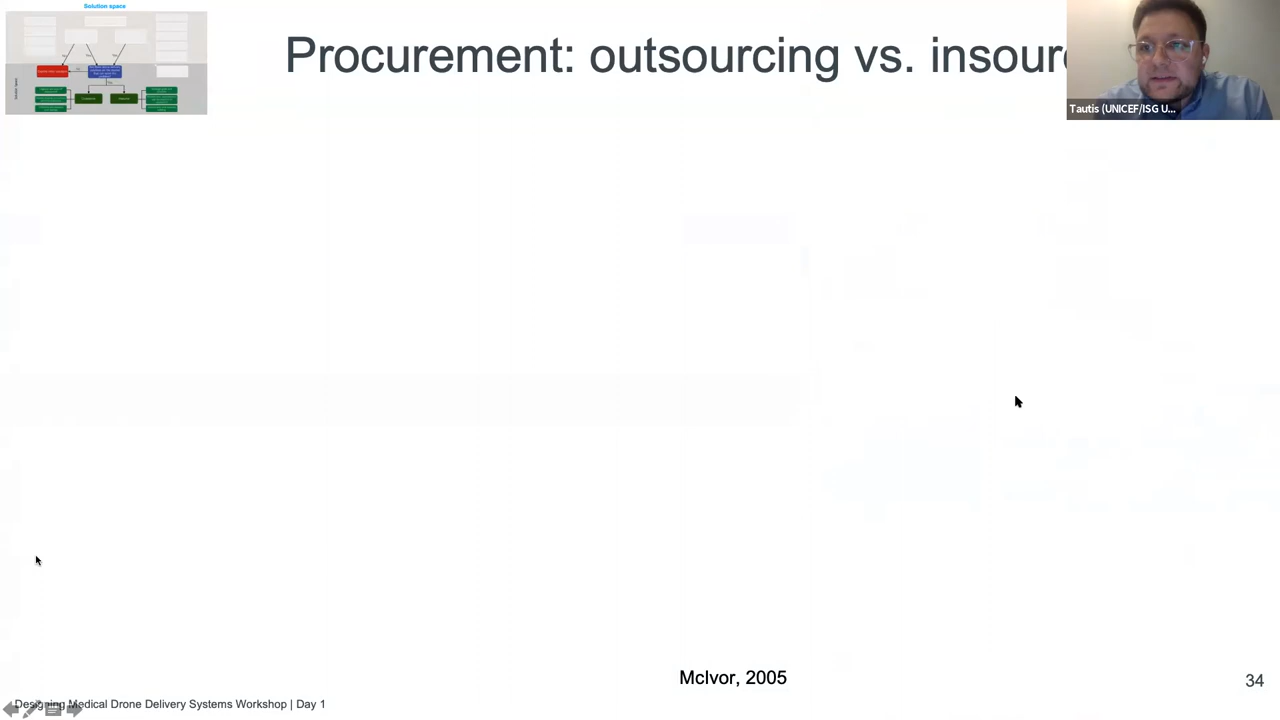 Solution space
Procurement: outsourcing vs. insour
Tautis (UNICEF/ISG U...
McIvor, 2005
34
Designing Medical Drone Delivery Systems Workshop | Day 1